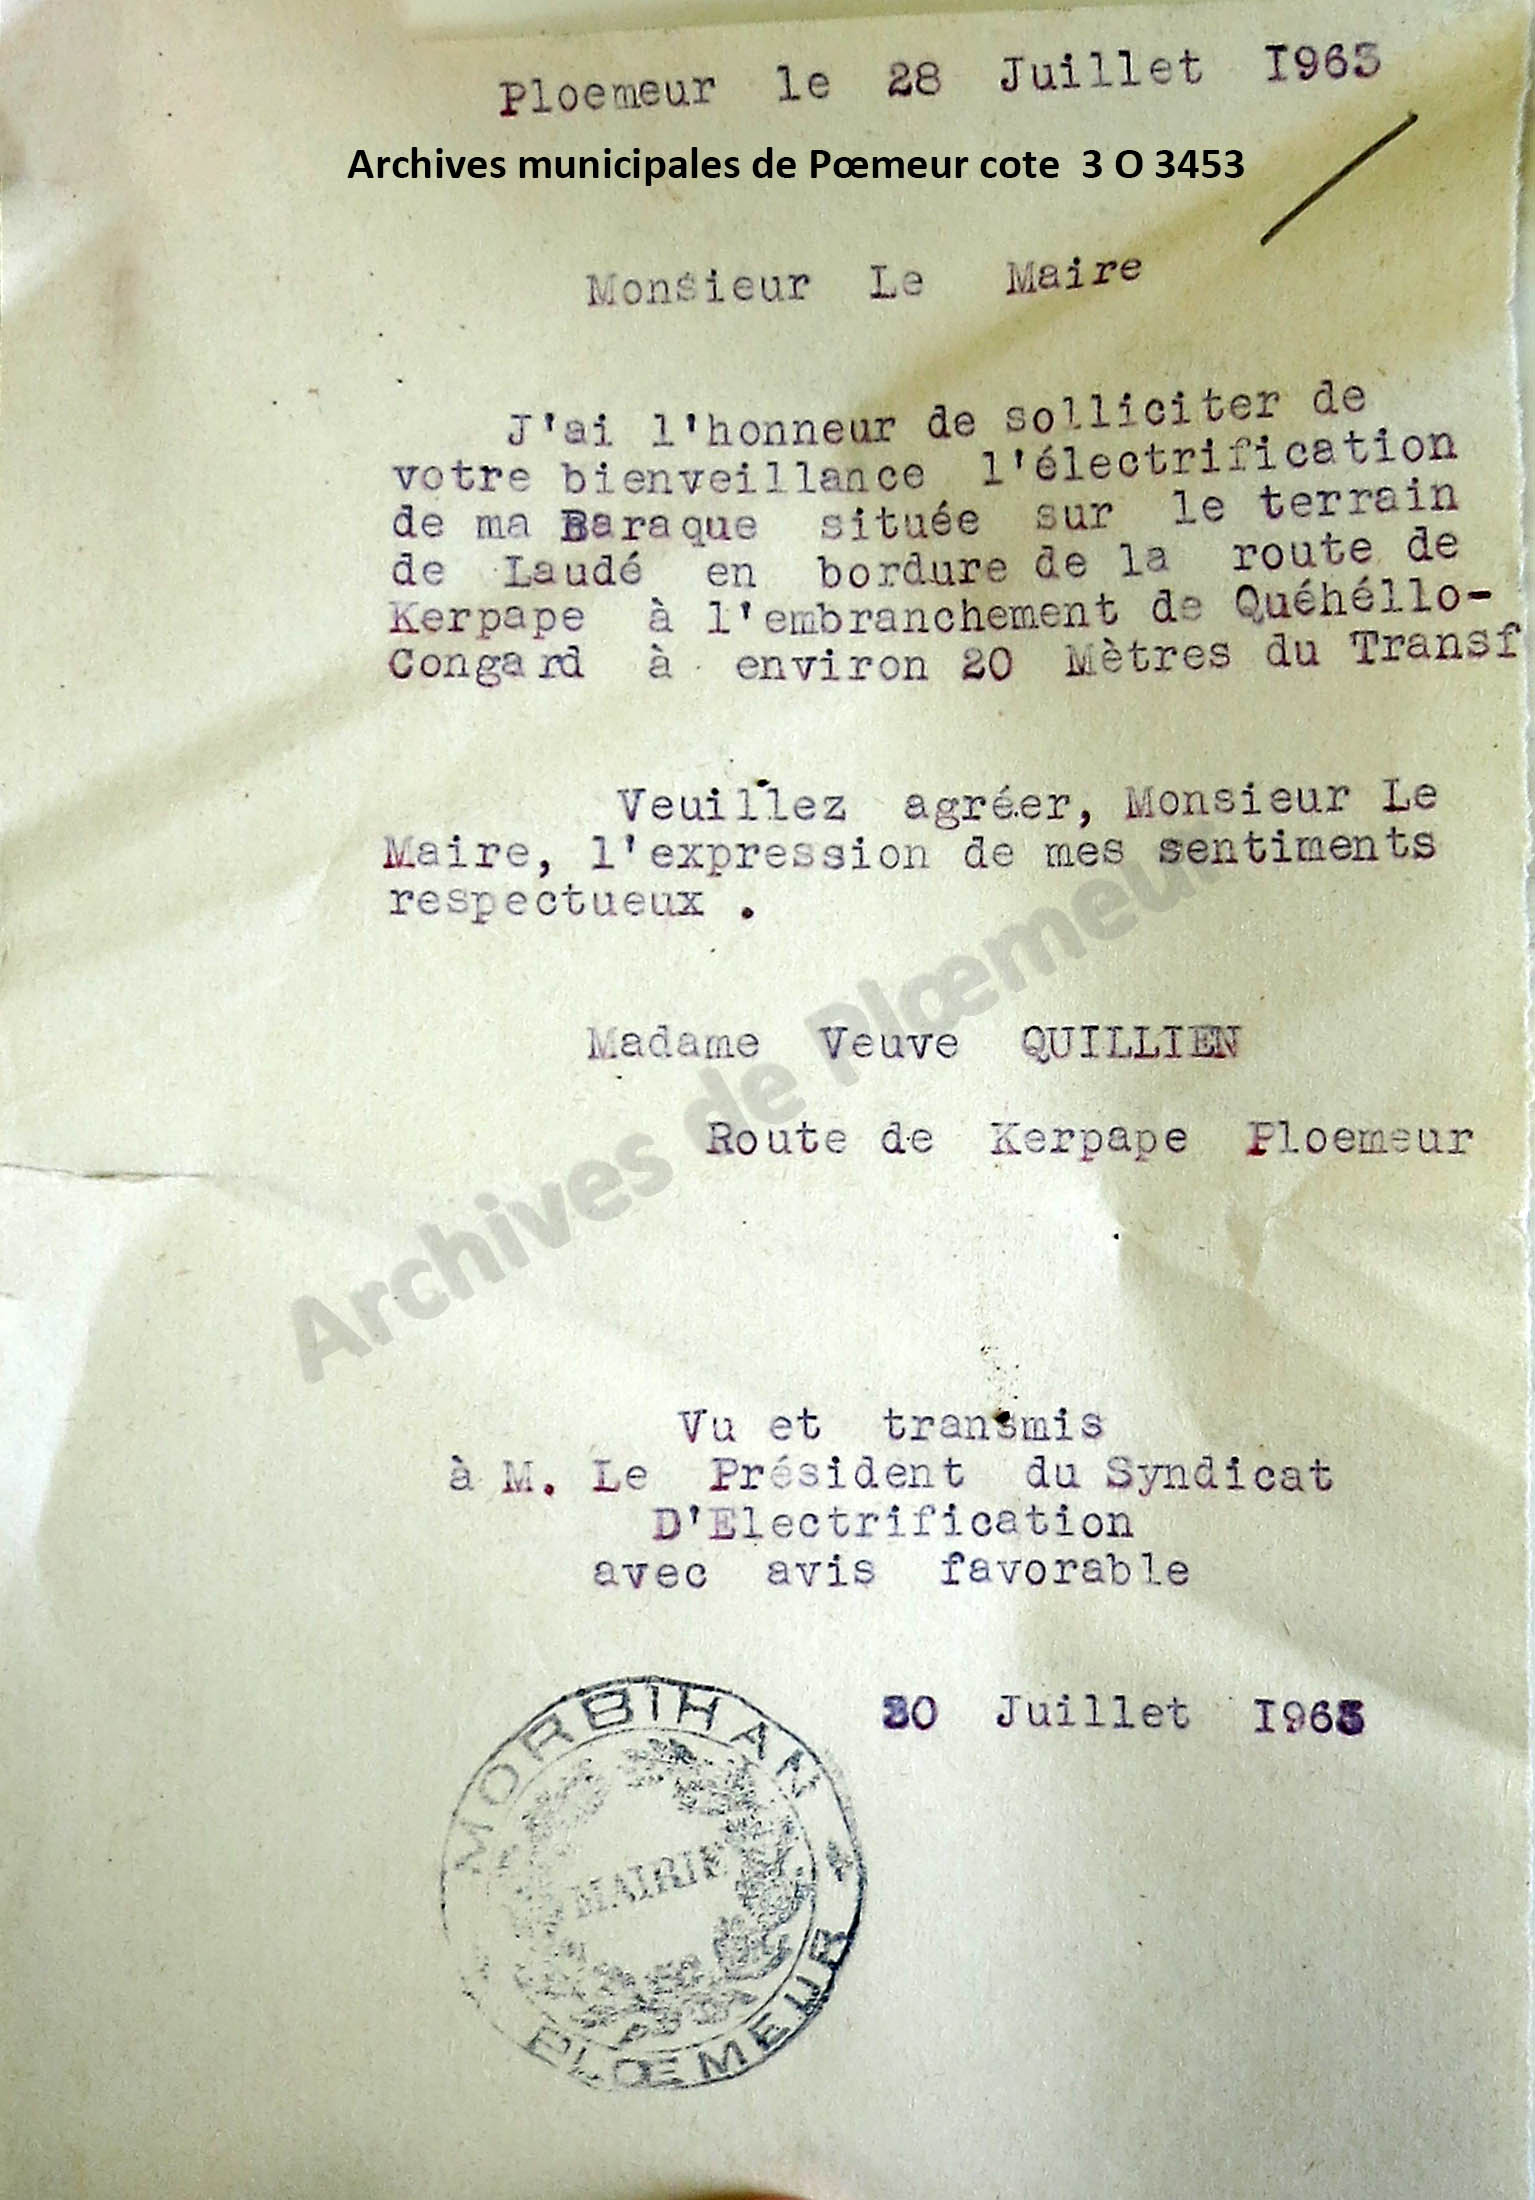 Ploemeur le 28 Juillet I963
Archives municipales de Pœmeur cote 3 O 3453
Monsieur Le Maire
J'ai l'honneur de solliciter de
votre bienveillance l'électrification
de ma Baraque située sur le terrain
de Laudé en bordure de la route de
Kerpape à l'embranchement de Quéhéllo-
Congard à environ 20 Mètres du Transf
Veuillez agréer, Monsieur Le
Maire, l'expression de mes sentiments
respectueux .
Archives de Plœmeur
Madame Veuve QUILLIEN
Route de Kerpape Ploemeur
Vu et transmis
à M. Le Président du Syndicat
D'Electrification
avec avis favorable
30 Juillet I963
MORBIHAN
MAIRIE
PLŒMEUR